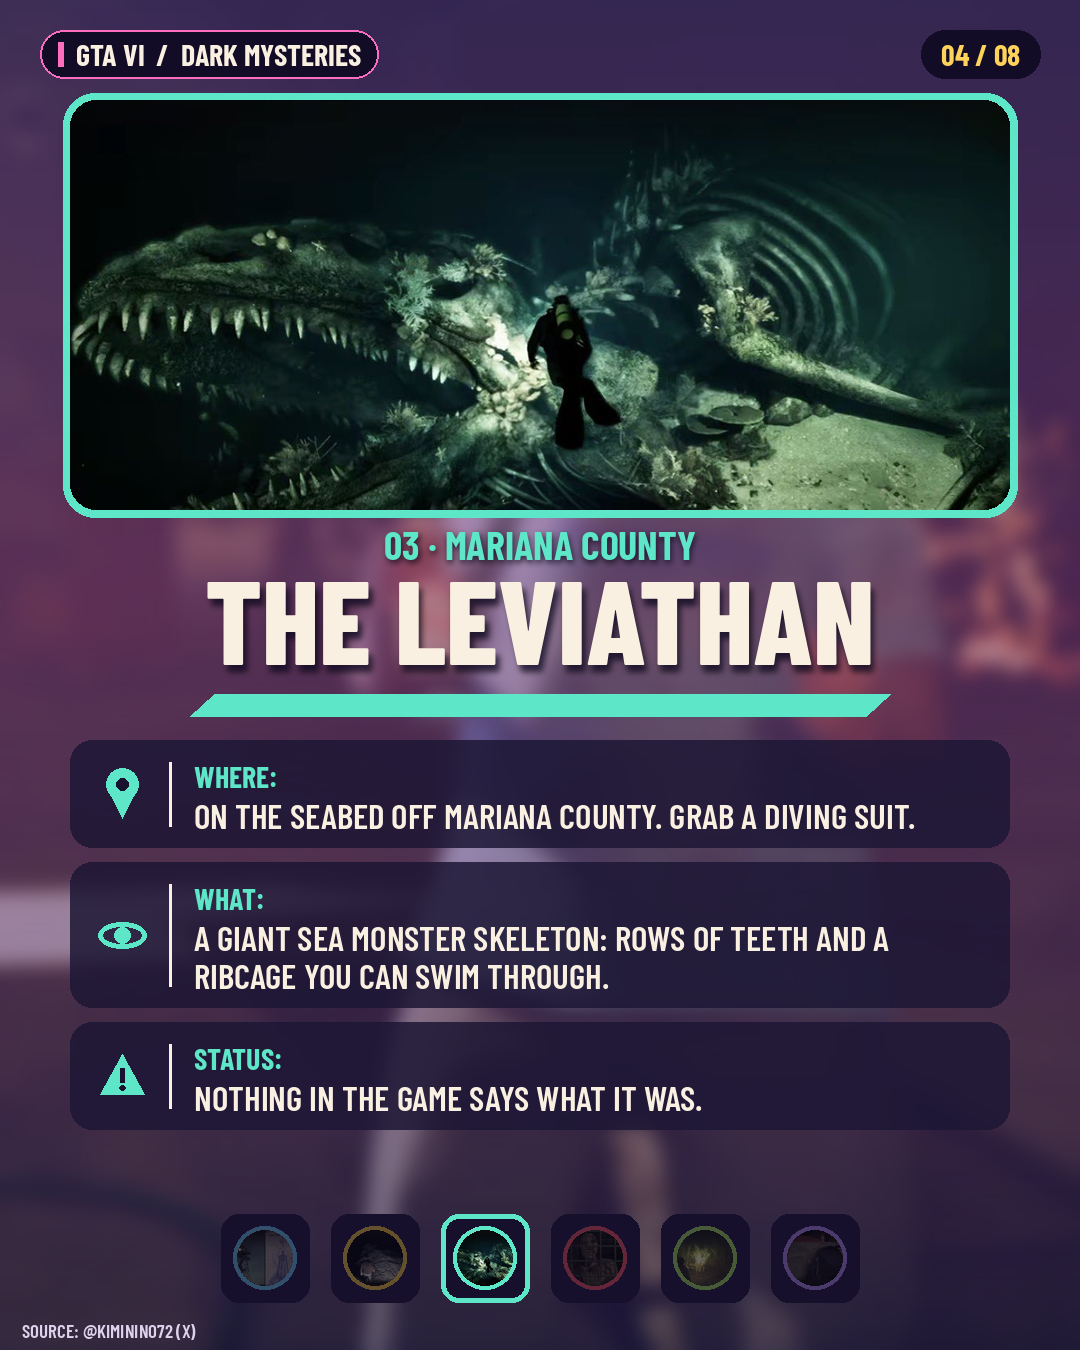 GTA VI / DARK MYSTERIES
04 / 08
03 · MARIANA COUNTY
THE LEVIATHAN
WHERE:
ON THE SEABED OFF MARIANA COUNTY. GRAB A DIVING SUIT.
WHAT:
A GIANT SEA MONSTER SKELETON: ROWS OF TEETH AND A
RIBCAGE YOU CAN SWIM THROUGH.
STATUS:
NOTHING IN THE GAME SAYS WHAT IT WAS.
SOURCE: @KIMININO72 (X)